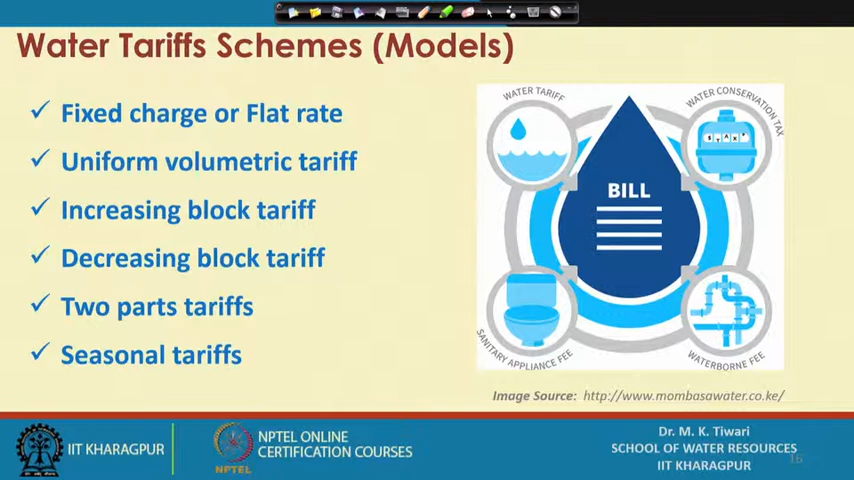 Water Tariffs Schemes (Models)
✓ Fixed charge or Flat rate
✓ Uniform volumetric tariff
✓ Increasing block tariff
✓ Decreasing block tariff
✓ Two parts tariffs
✓ Seasonal tariffs
WATER TARIFF
WATER CONSERVATION TAX
T A X
BILL
SANITARY APPLIANCE FEE
WATERBORNE FEE
Image Source: http://www.mombasawater.co.ke/
IIT KHARAGPUR
NPTEL
NPTEL ONLINE
CERTIFICATION COURSES
Dr. M. K. Tiwari
SCHOOL OF WATER RESOURCES
IIT KHARAGPUR
16